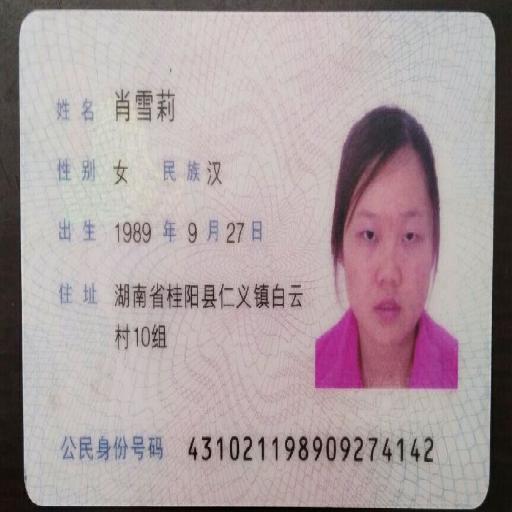 姓名 肖雪莉
性别 女 民族 汉
出生 1989 年 9 月 27 日
住址 湖南省桂阳县仁义镇白云
村10组
公民身份号码 431021198909274142